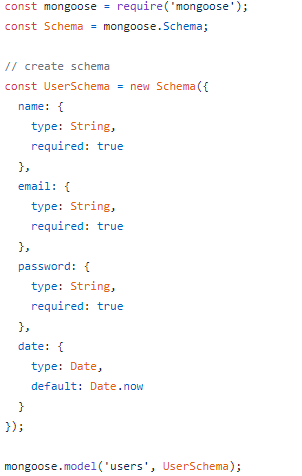 const mongoose = require('mongoose');
const Schema = mongoose.Schema;

// create schema
const UserSchema = new Schema({
  name: {
    type: String,
    required: true
  },
  email: {
    type: String,
    required: true
  },
  password: {
    type: String,
    required: true
  },
  date: {
    type: Date,
    default: Date.now
  }
});

mongoose.model('users', UserSchema);